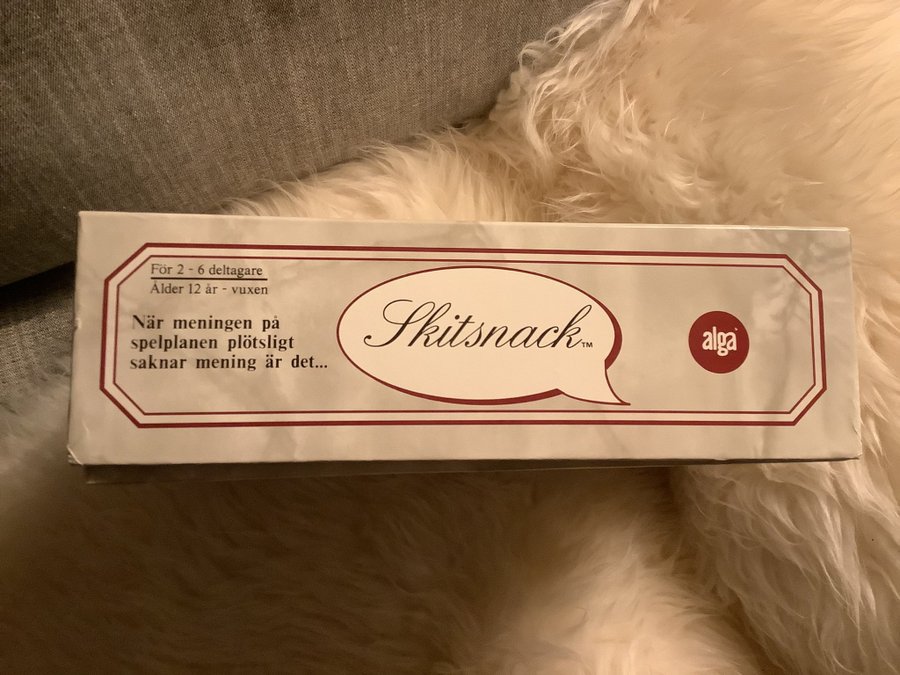 För 2 - 6 deltagare
Ålder 12 år - vuxen
När meningen på
spelplanen plötsligt
saknar mening är det...
Skitsnack™
alga